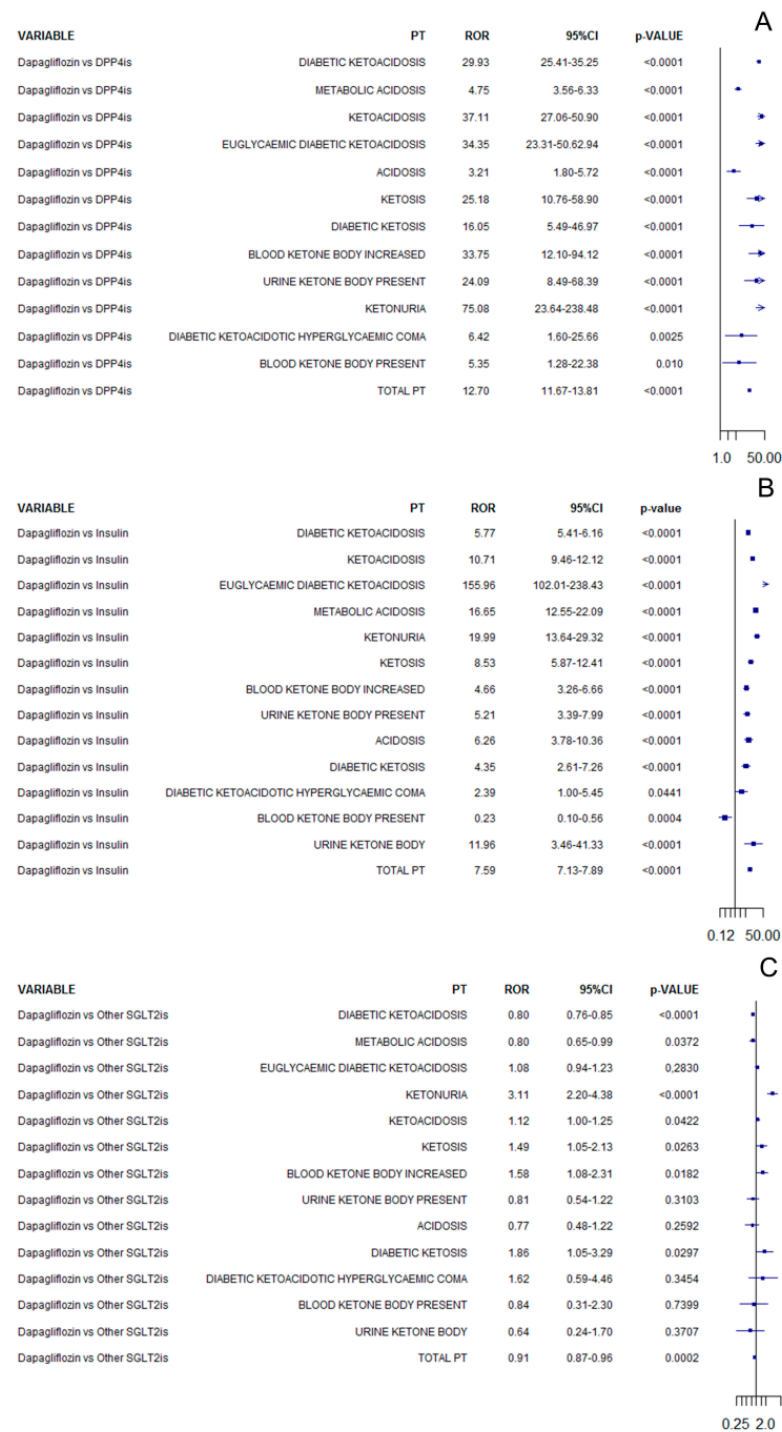 A
VARIABLE PT ROR 95%CI p-VALUE
Dapagliflozin vs DPP4is DIABETIC KETOACIDOSIS 29.93 25.41-35.25 <0.0001
Dapagliflozin vs DPP4is METABOLIC ACIDOSIS 4.75 3.56-6.33 <0.0001
Dapagliflozin vs DPP4is KETOACIDOSIS 37.11 27.06-50.90 <0.0001
Dapagliflozin vs DPP4is EUGLYCAEMIC DIABETIC KETOACIDOSIS 34.35 23.31-50.62.94 <0.0001
Dapagliflozin vs DPP4is ACIDOSIS 3.21 1.80-5.72 <0.0001
Dapagliflozin vs DPP4is KETOSIS 25.18 10.76-58.90 <0.0001
Dapagliflozin vs DPP4is DIABETIC KETOSIS 16.05 5.49-46.97 <0.0001
Dapagliflozin vs DPP4is BLOOD KETONE BODY INCREASED 33.75 12.10-94.12 <0.0001
Dapagliflozin vs DPP4is URINE KETONE BODY PRESENT 24.09 8.49-68.39 <0.0001
Dapagliflozin vs DPP4is KETONURIA 75.08 23.64-238.48 <0.0001
Dapagliflozin vs DPP4is DIABETIC KETOACIDOTIC HYPERGLYCAEMIC COMA 6.42 1.60-25.66 0.0025
Dapagliflozin vs DPP4is BLOOD KETONE BODY PRESENT 5.35 1.28-22.38 0.010
Dapagliflozin vs DPP4is TOTAL PT 12.70 11.67-13.81 <0.0001
1.0 50.00
B
VARIABLE PT ROR 95%CI p-value
Dapagliflozin vs Insulin DIABETIC KETOACIDOSIS 5.77 5.41-6.16 <0.0001
Dapagliflozin vs Insulin KETOACIDOSIS 10.71 9.46-12.12 <0.0001
Dapagliflozin vs Insulin EUGLYCAEMIC DIABETIC KETOACIDOSIS 155.96 102.01-238.43 <0.0001
Dapagliflozin vs Insulin METABOLIC ACIDOSIS 16.65 12.55-22.09 <0.0001
Dapagliflozin vs Insulin KETONURIA 19.99 13.64-29.32 <0.0001
Dapagliflozin vs Insulin KETOSIS 8.53 5.87-12.41 <0.0001
Dapagliflozin vs Insulin BLOOD KETONE BODY INCREASED 4.66 3.26-6.66 <0.0001
Dapagliflozin vs Insulin URINE KETONE BODY PRESENT 5.21 3.39-7.99 <0.0001
Dapagliflozin vs Insulin ACIDOSIS 6.26 3.78-10.36 <0.0001
Dapagliflozin vs Insulin DIABETIC KETOSIS 4.35 2.61-7.26 <0.0001
Dapagliflozin vs Insulin DIABETIC KETOACIDOTIC HYPERGLYCAEMIC COMA 2.39 1.00-5.45 0.0441
Dapagliflozin vs Insulin BLOOD KETONE BODY PRESENT 0.23 0.10-0.56 0.0004
Dapagliflozin vs Insulin URINE KETONE BODY 11.96 3.46-41.33 <0.0001
Dapagliflozin vs Insulin TOTAL PT 7.59 7.13-7.89 <0.0001
0.12 50.00
C
VARIABLE PT ROR 95%CI p-VALUE
Dapagliflozin vs Other SGLT2is DIABETIC KETOACIDOSIS 0.80 0.76-0.85 <0.0001
Dapagliflozin vs Other SGLT2is METABOLIC ACIDOSIS 0.80 0.65-0.99 0.0372
Dapagliflozin vs Other SGLT2is EUGLYCAEMIC DIABETIC KETOACIDOSIS 1.08 0.94-1.23 0,2830
Dapagliflozin vs Other SGLT2is KETONURIA 3.11 2.20-4.38 <0.0001
Dapagliflozin vs Other SGLT2is KETOACIDOSIS 1.12 1.00-1.25 0.0422
Dapagliflozin vs Other SGLT2is KETOSIS 1.49 1.05-2.13 0.0263
Dapagliflozin vs Other SGLT2is BLOOD KETONE BODY INCREASED 1.58 1.08-2.31 0.0182
Dapagliflozin vs Other SGLT2is URINE KETONE BODY PRESENT 0.81 0.54-1.22 0.3103
Dapagliflozin vs Other SGLT2is ACIDOSIS 0.77 0.48-1.22 0.2592
Dapagliflozin vs Other SGLT2is DIABETIC KETOSIS 1.86 1.05-3.29 0.0297
Dapagliflozin vs Other SGLT2is DIABETIC KETOACIDOTIC HYPERGLYCAEMIC COMA 1.62 0.59-4.46 0.3454
Dapagliflozin vs Other SGLT2is BLOOD KETONE BODY PRESENT 0.84 0.31-2.30 0.7399
Dapagliflozin vs Other SGLT2is URINE KETONE BODY 0.64 0.24-1.70 0.3707
Dapagliflozin vs Other SGLT2is TOTAL PT 0.91 0.87-0.96 0.0002
0.25 2.0